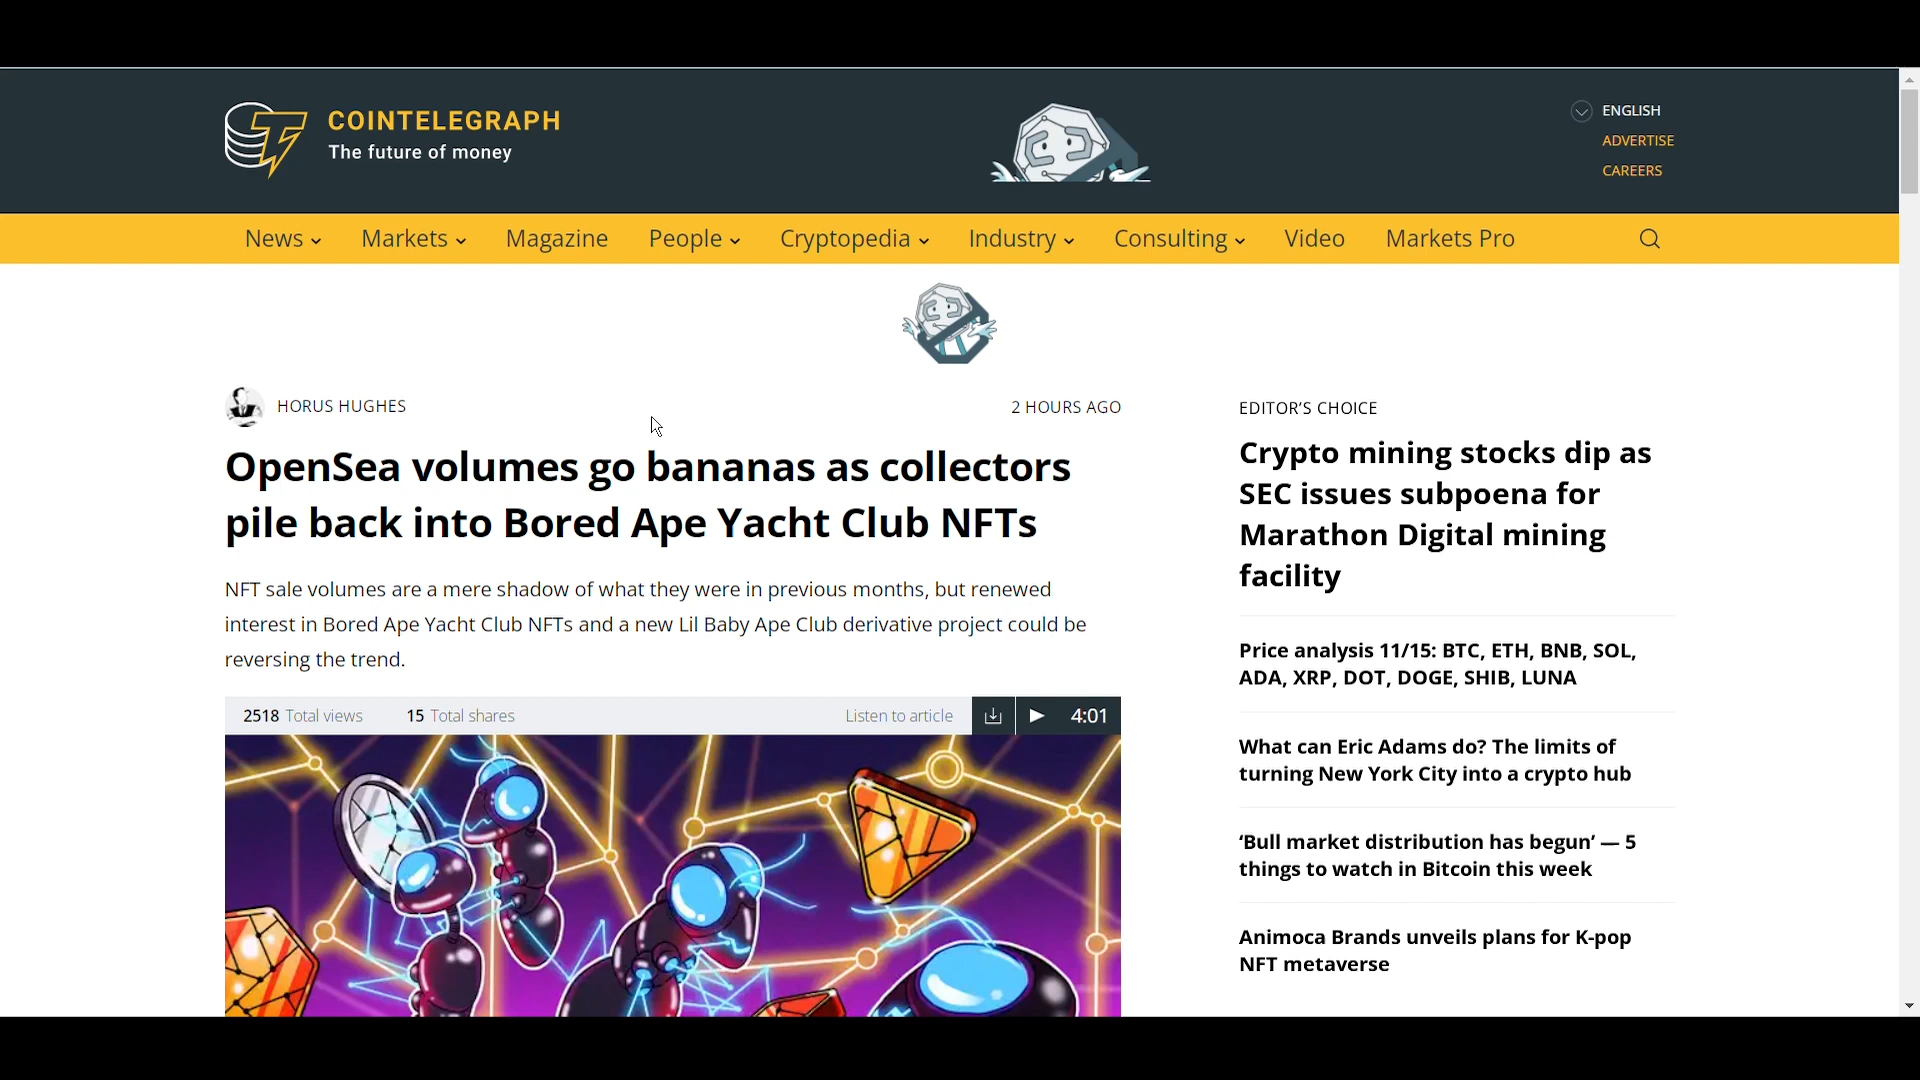 COINTELEGRAPH
The future of money
ENGLISH
ADVERTISE
CAREERS
News
Markets
Magazine
People
Cryptopedia
Industry
Consulting
Video
Markets Pro
HORUS HUGHES
2 HOURS AGO
OpenSea volumes go bananas as collectors
pile back into Bored Ape Yacht Club NFTs
NFT sale volumes are a mere shadow of what they were in previous months, but renewed
interest in Bored Ape Yacht Club NFTs and a new Lil Baby Ape Club derivative project could be
reversing the trend.
2518 Total views
15 Total shares
Listen to article
4:01
EDITOR’S CHOICE
Crypto mining stocks dip as
SEC issues subpoena for
Marathon Digital mining
facility
Price analysis 11/15: BTC, ETH, BNB, SOL,
ADA, XRP, DOT, DOGE, SHIB, LUNA
What can Eric Adams do? The limits of
turning New York City into a crypto hub
‘Bull market distribution has begun’ — 5
things to watch in Bitcoin this week
Animoca Brands unveils plans for K-pop
NFT metaverse